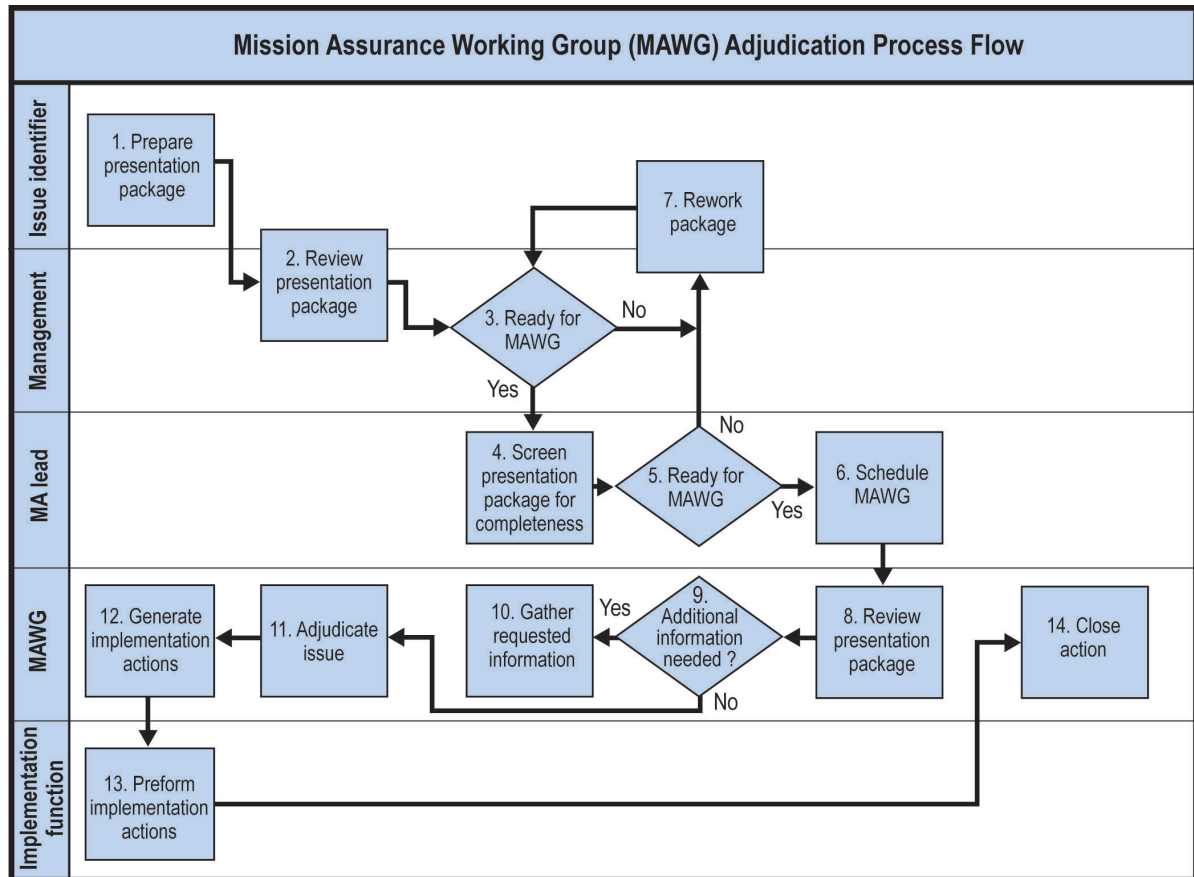 Mission Assurance Working Group (MAWG) Adjudication Process Flow
Issue identifier
1. Prepare
presentation
package
7. Rework
package
Management
2. Review
presentation
package
3. Ready for
MAWG
No
Yes
MA lead
4. Screen
presentation
package for
completeness
5. Ready for
MAWG
No
Yes
6. Schedule
MAWG
MAWG
12. Generate
implementation
actions
11. Adjudicate
issue
10. Gather
requested
information
Yes
9.
Additional
information
needed ?
No
8. Review
presentation
package
14. Close
action
Implementation
function
13. Preform
implementation
actions